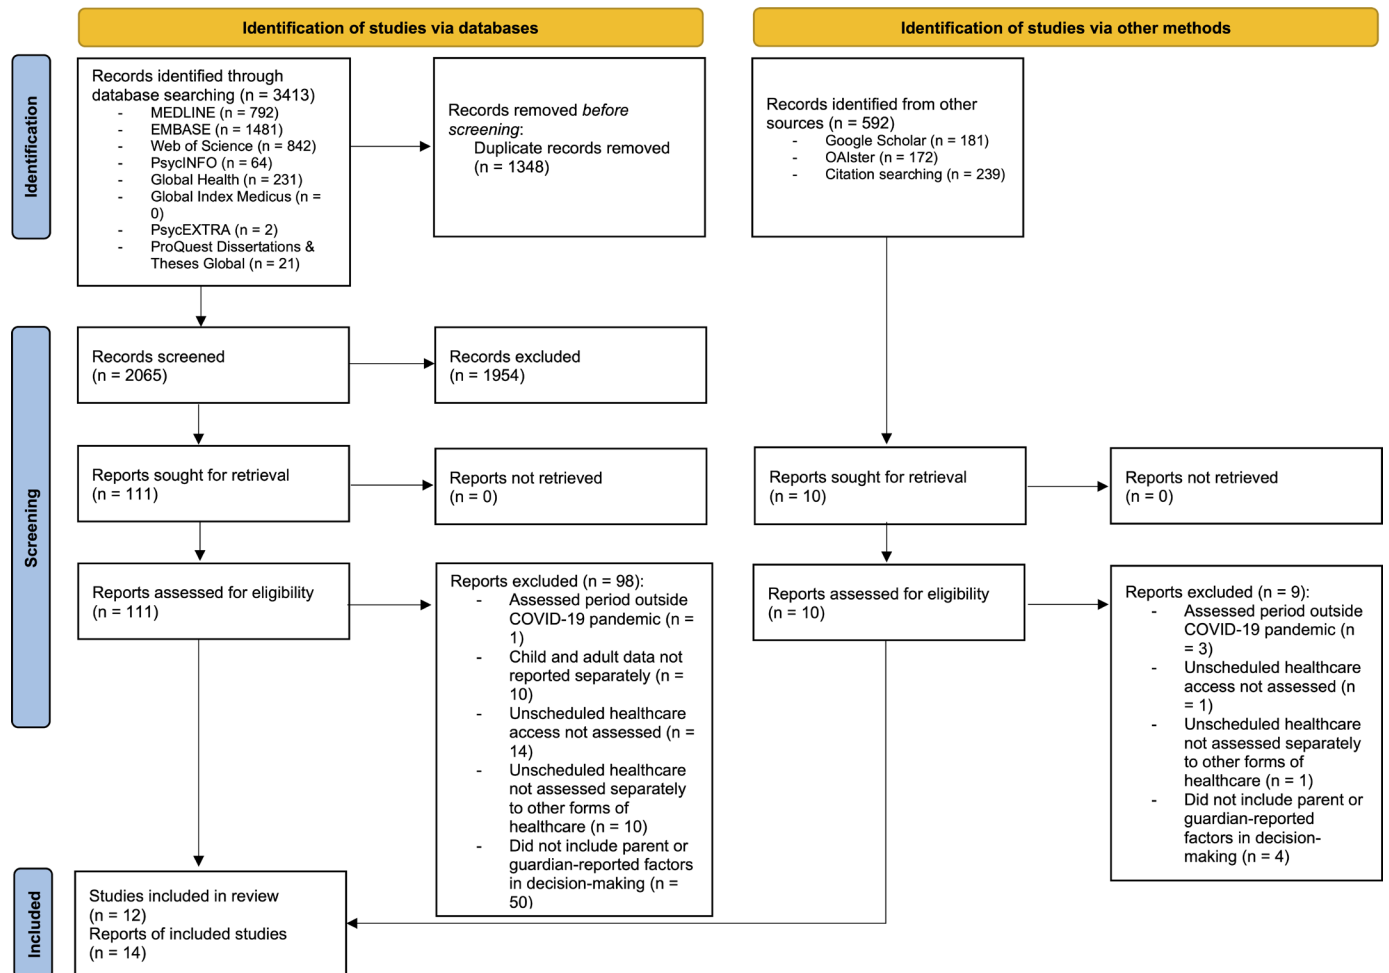 Identification of studies via databases
Identification of studies via other methods
Identification
Records identified through
database searching (n = 3413)
- MEDLINE (n = 792)
- EMBASE (n = 1481)
- Web of Science (n = 842)
- PsycINFO (n = 64)
- Global Health (n = 231)
- Global Index Medicus (n =
0)
- PsycEXTRA (n = 2)
- ProQuest Dissertations &
Theses Global (n = 21)
Records removed before
screening:
Duplicate records removed
(n = 1348)
Records identified from other
sources (n = 592)
- Google Scholar (n = 181)
- OAIster (n = 172)
- Citation searching (n = 239)
Screening
Records screened
(n = 2065)
Records excluded
(n = 1954)
Reports sought for retrieval
(n = 111)
Reports not retrieved
(n = 0)
Reports sought for retrieval
(n = 10)
Reports not retrieved
(n = 0)
Reports assessed for eligibility
(n = 111)
Reports excluded (n = 98):
- Assessed period outside
COVID-19 pandemic (n =
1)
- Child and adult data not
reported separately (n =
10)
- Unscheduled healthcare
access not assessed (n =
14)
- Unscheduled healthcare
not assessed separately
to other forms of
healthcare (n = 10)
- Did not include parent or
guardian-reported factors
in decision-making (n =
50)
Reports assessed for eligibility
(n = 10)
Reports excluded (n = 9):
- Assessed period outside
COVID-19 pandemic (n
= 3)
- Unscheduled healthcare
access not assessed (n
= 1)
- Unscheduled healthcare
not assessed separately
to other forms of
healthcare (n = 1)
- Did not include parent or
guardian-reported
factors in decision-
making (n = 4)
Included
Studies included in review
(n = 12)
Reports of included studies
(n = 14)